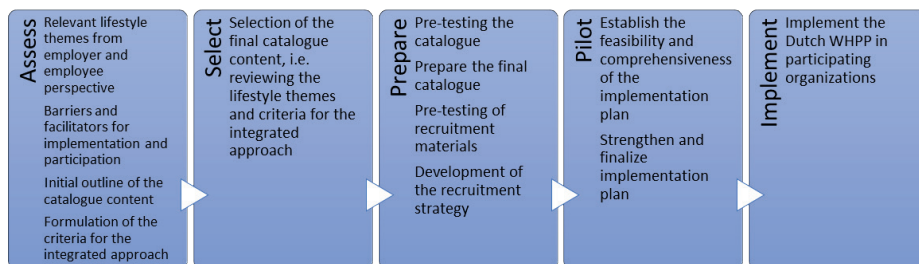 Assess
Relevant lifestyle
themes from
employer and
employee
perspective
Barriers and
facilitators for
implementation and
participation
Initial outline of the
catalogue content
Formulation of the
criteria for the
integrated approach
Select
Selection of the
final catalogue
content, i.e.
reviewing the
lifestyle themes
and criteria for the
integrated
approach
Prepare
Pre-testing the
catalogue
Prepare the final
catalogue
Pre-testing of
recruitment
materials
Development of
the recruitment
strategy
Pilot
Establish the
feasibility and
comprehensiveness
of the
implementation
plan
Strengthen and
finalize
implementation
plan
Implement
Implement the
Dutch WHPP in
participating
organizations